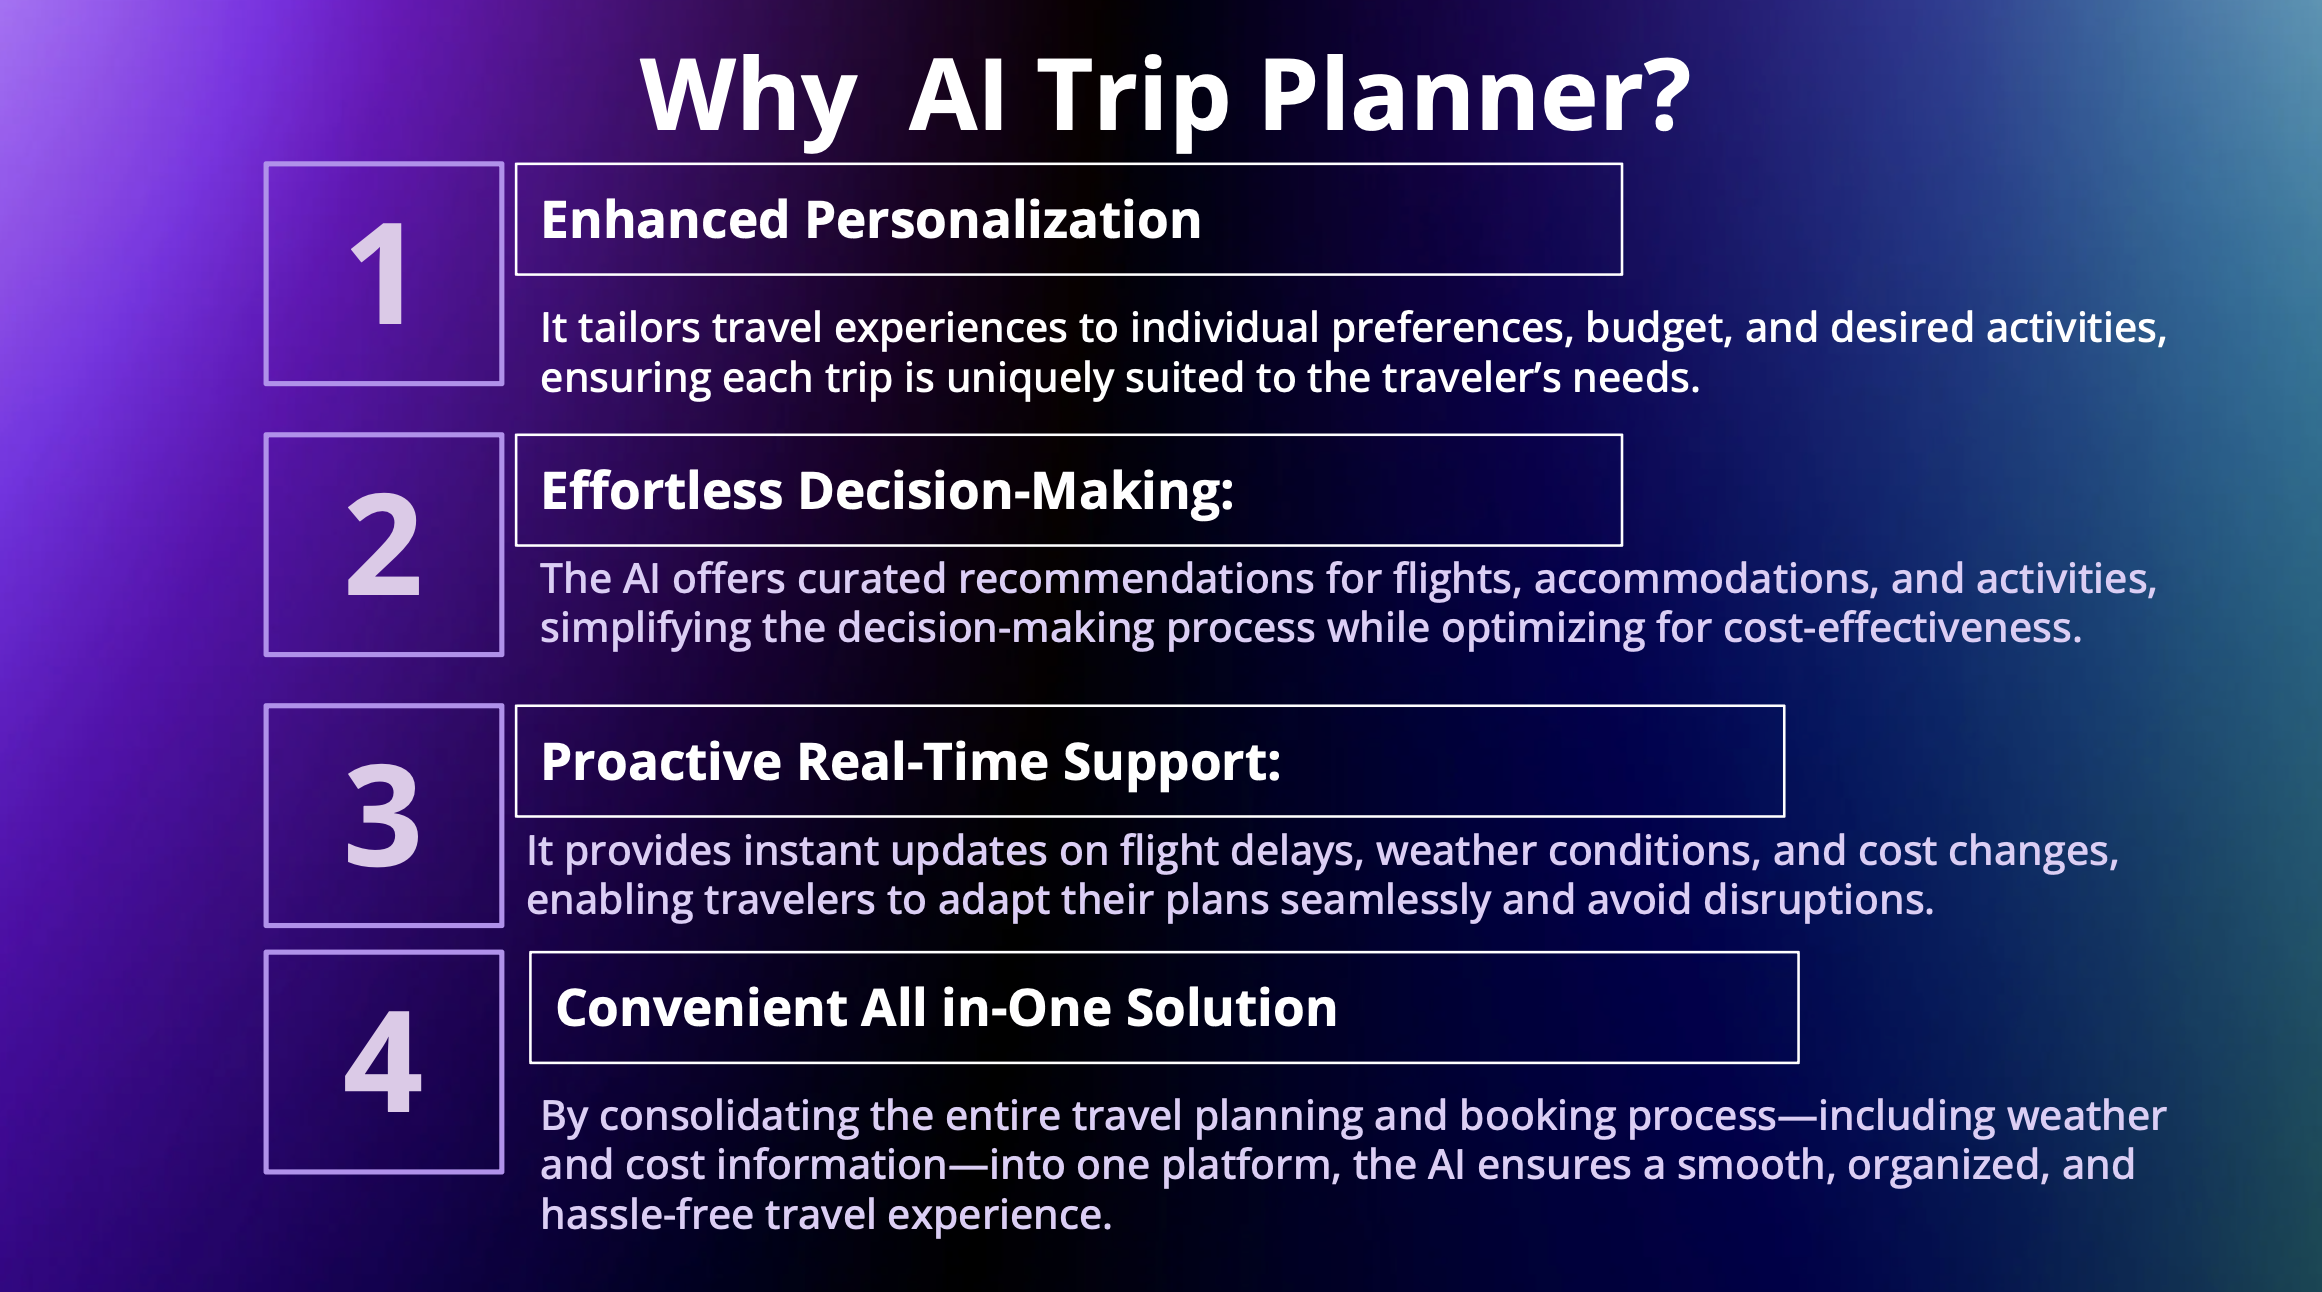 Why AI Trip Planner?
1
Enhanced Personalization
It tailors travel experiences to individual preferences, budget, and desired activities,
ensuring each trip is uniquely suited to the traveler’s needs.
2
Effortless Decision-Making:
The AI offers curated recommendations for flights, accommodations, and activities,
simplifying the decision-making process while optimizing for cost-effectiveness.
3
Proactive Real-Time Support:
It provides instant updates on flight delays, weather conditions, and cost changes,
enabling travelers to adapt their plans seamlessly and avoid disruptions.
4
Convenient All in-One Solution
By consolidating the entire travel planning and booking process—including weather
and cost information—into one platform, the AI ensures a smooth, organized, and
hassle-free travel experience.